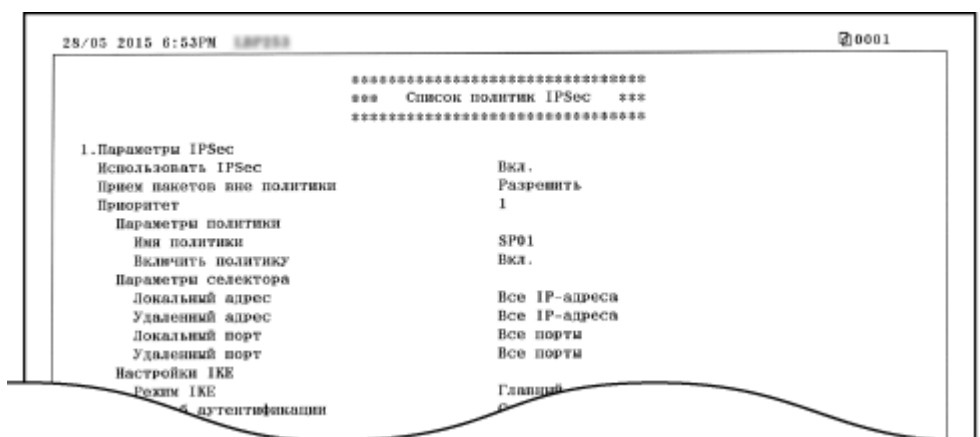 28/05 2015 6:53PM 0001
********************************
*** Список политик IPSec ***
********************************
1.Параметры IPSec
Использовать IPSec Вкл.
Прием пакетов вне политики Разрешить
Приоритет 1
Параметры политики
Имя политики SP01
Включить политику Вкл.
Параметры селектора
Локальный адрес Все IP-адреса
Удаленный адрес Все IP-адреса
Локальный порт Все порты
Удаленный порт Все порты
Настройки IKE
Режим IKE Главный
аутентификации